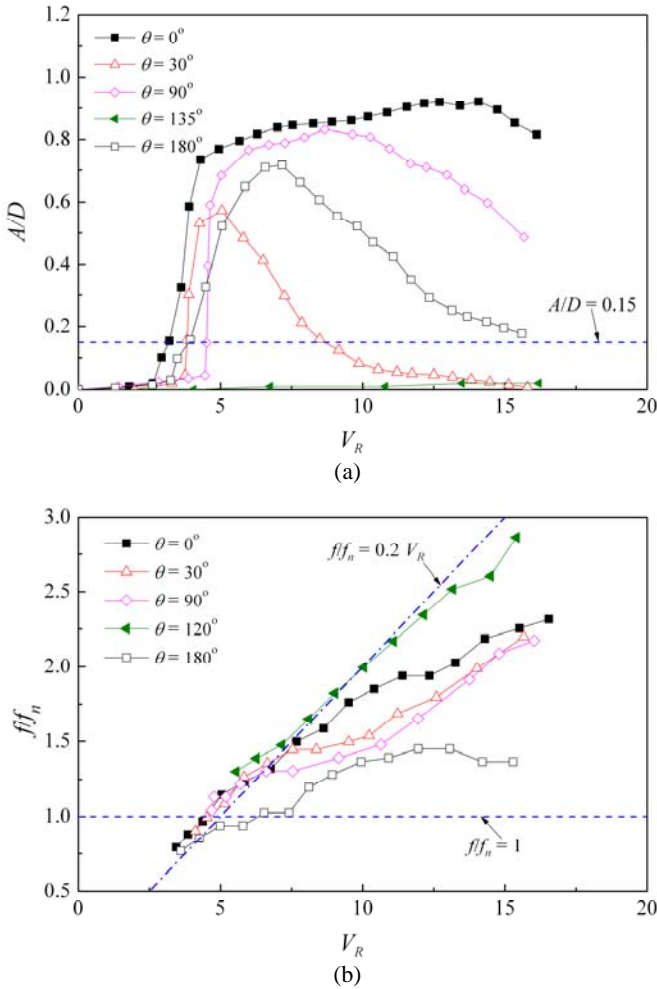 1.2
1.0
0.8
0.6
0.4
0.2
0.0
A/D
θ = 0°
θ = 30°
θ = 90°
θ = 135°
θ = 180°
A/D = 0.15
0 5 10 15 20
V_R
(a)
3.0
2.5
2.0
1.5
1.0
0.5
f/f_n
θ = 0°
θ = 30°
θ = 90°
θ = 120°
θ = 180°
f/f_n = 0.2 V_R
f/f_n = 1
0 5 10 15 20
V_R
(b)